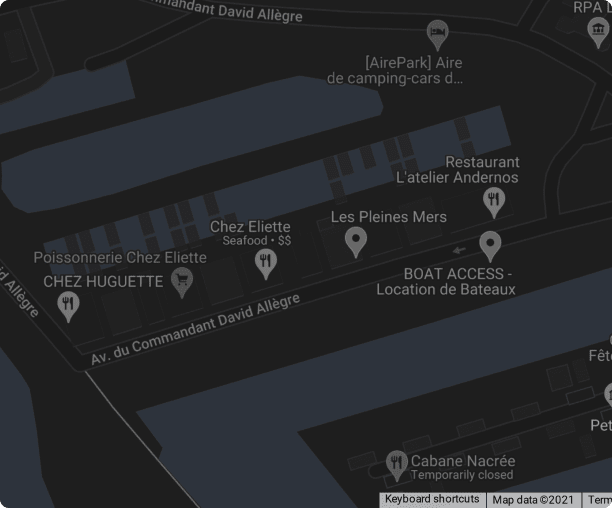 mmandant David Allègre
RPA L
[AirePark] Aire
de camping-cars d...
Restaurant
L'atelier Andernos
Chez Eliette
Seafood • $$
Les Pleines Mers
Poissonnerie Chez Eliette
CHEZ HUGUETTE
BOAT ACCESS -
Location de Bateaux
d Allègre
Av. du Commandant David Allègre
Fêt
Pet
Cabane Nacrée
Temporarily closed
Keyboard shortcuts
Map data ©2021
Term